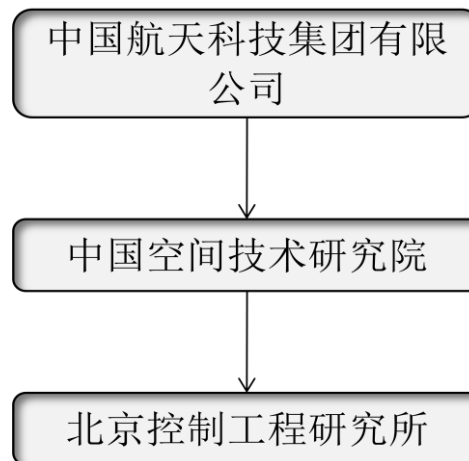 中国航天科技集团有限
公司
中国空间技术研究院
北京控制工程研究所